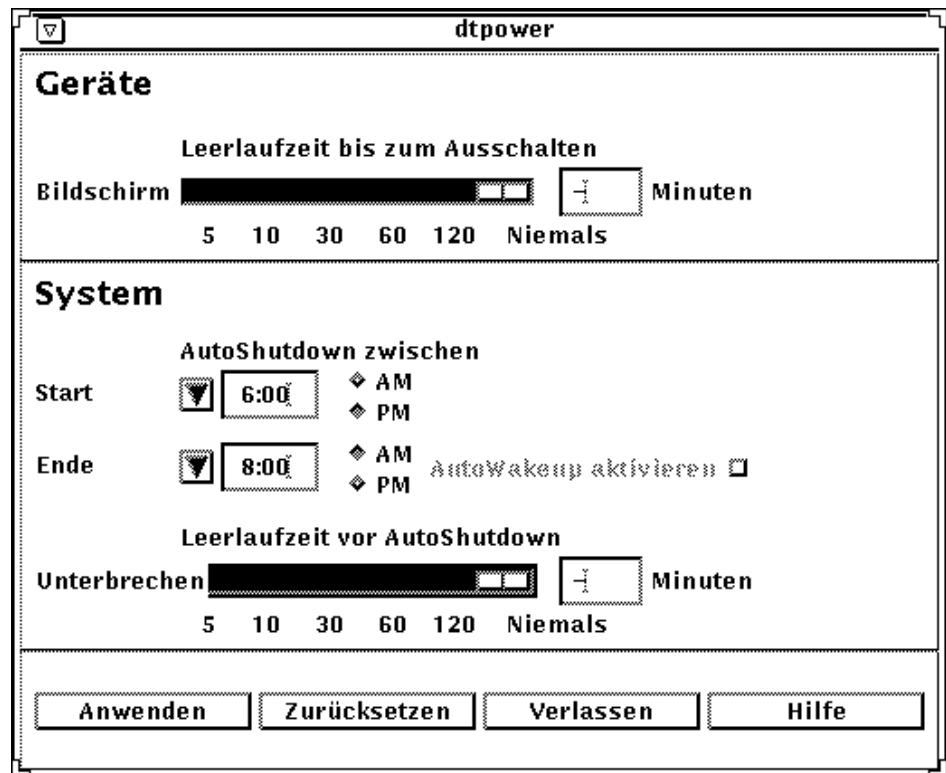 dtpower
Geräte
Leerlaufzeit bis zum Ausschalten
Bildschirm - Minuten
5 10 30 60 120 Niemals
System
AutoShutdown zwischen
Start 6:00 AM
PM
Ende 8:00 AM
PM AutoWakeup aktivieren
Leerlaufzeit vor AutoShutdown
Unterbrechen - Minuten
5 10 30 60 120 Niemals
Anwenden Zurücksetzen Verlassen Hilfe